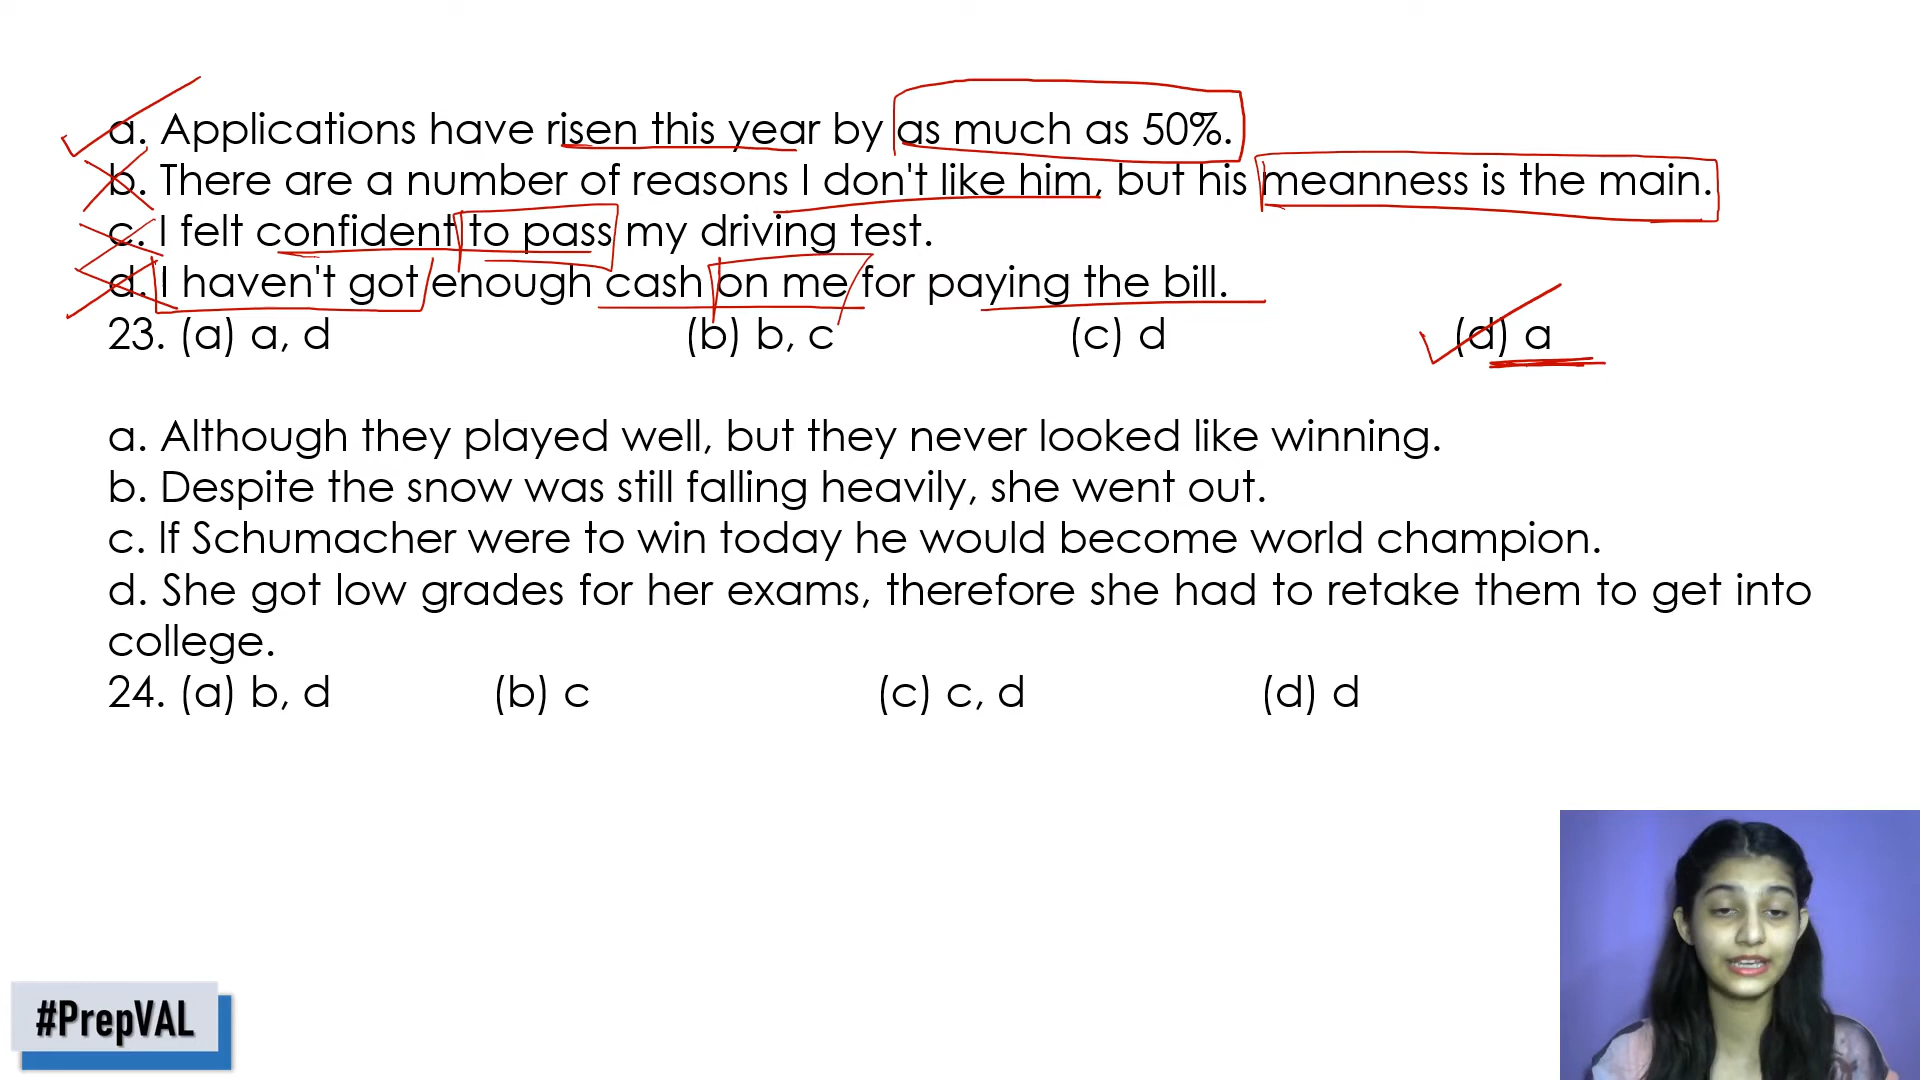 a. Applications have risen this year by as much as 50%.
b. There are a number of reasons I don't like him, but his meanness is the main.
c. I felt confident to pass my driving test.
d. I haven't got enough cash on me for paying the bill.
23. (a) a, d (b) b, c (c) d (d) a
a. Although they played well, but they never looked like winning.
b. Despite the snow was still falling heavily, she went out.
c. If Schumacher were to win today he would become world champion.
d. She got low grades for her exams, therefore she had to retake them to get into
college.
24. (a) b, d (b) c (c) c, d (d) d
#PrepVAL